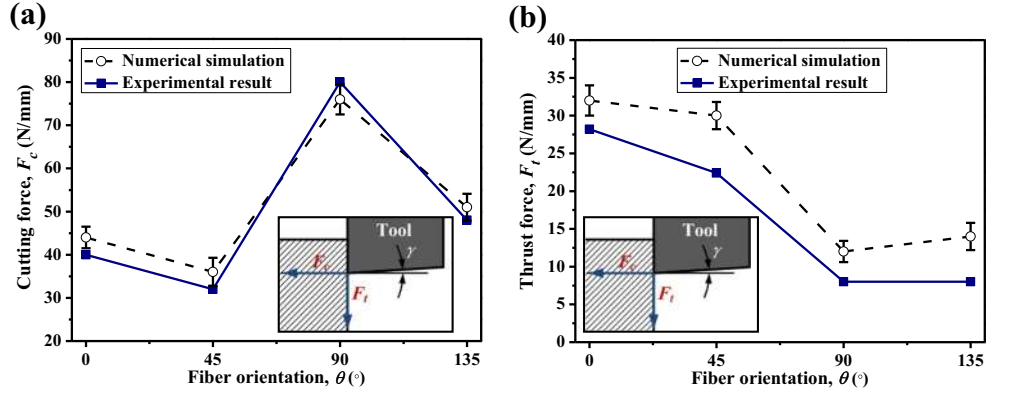 (a)
90
80
70
60
50
40
30
20
Cutting force, Fc (N/mm)
Numerical simulation
Experimental result
Tool
γ
Fc
Ft
0 45 90 135
Fiber orientation, θ (°)
(b)
40
35
30
25
20
15
10
5
0
Thrust force, Ft (N/mm)
Numerical simulation
Experimental result
Tool
γ
Fc
Ft
0 45 90 135
Fiber orientation, θ (°)